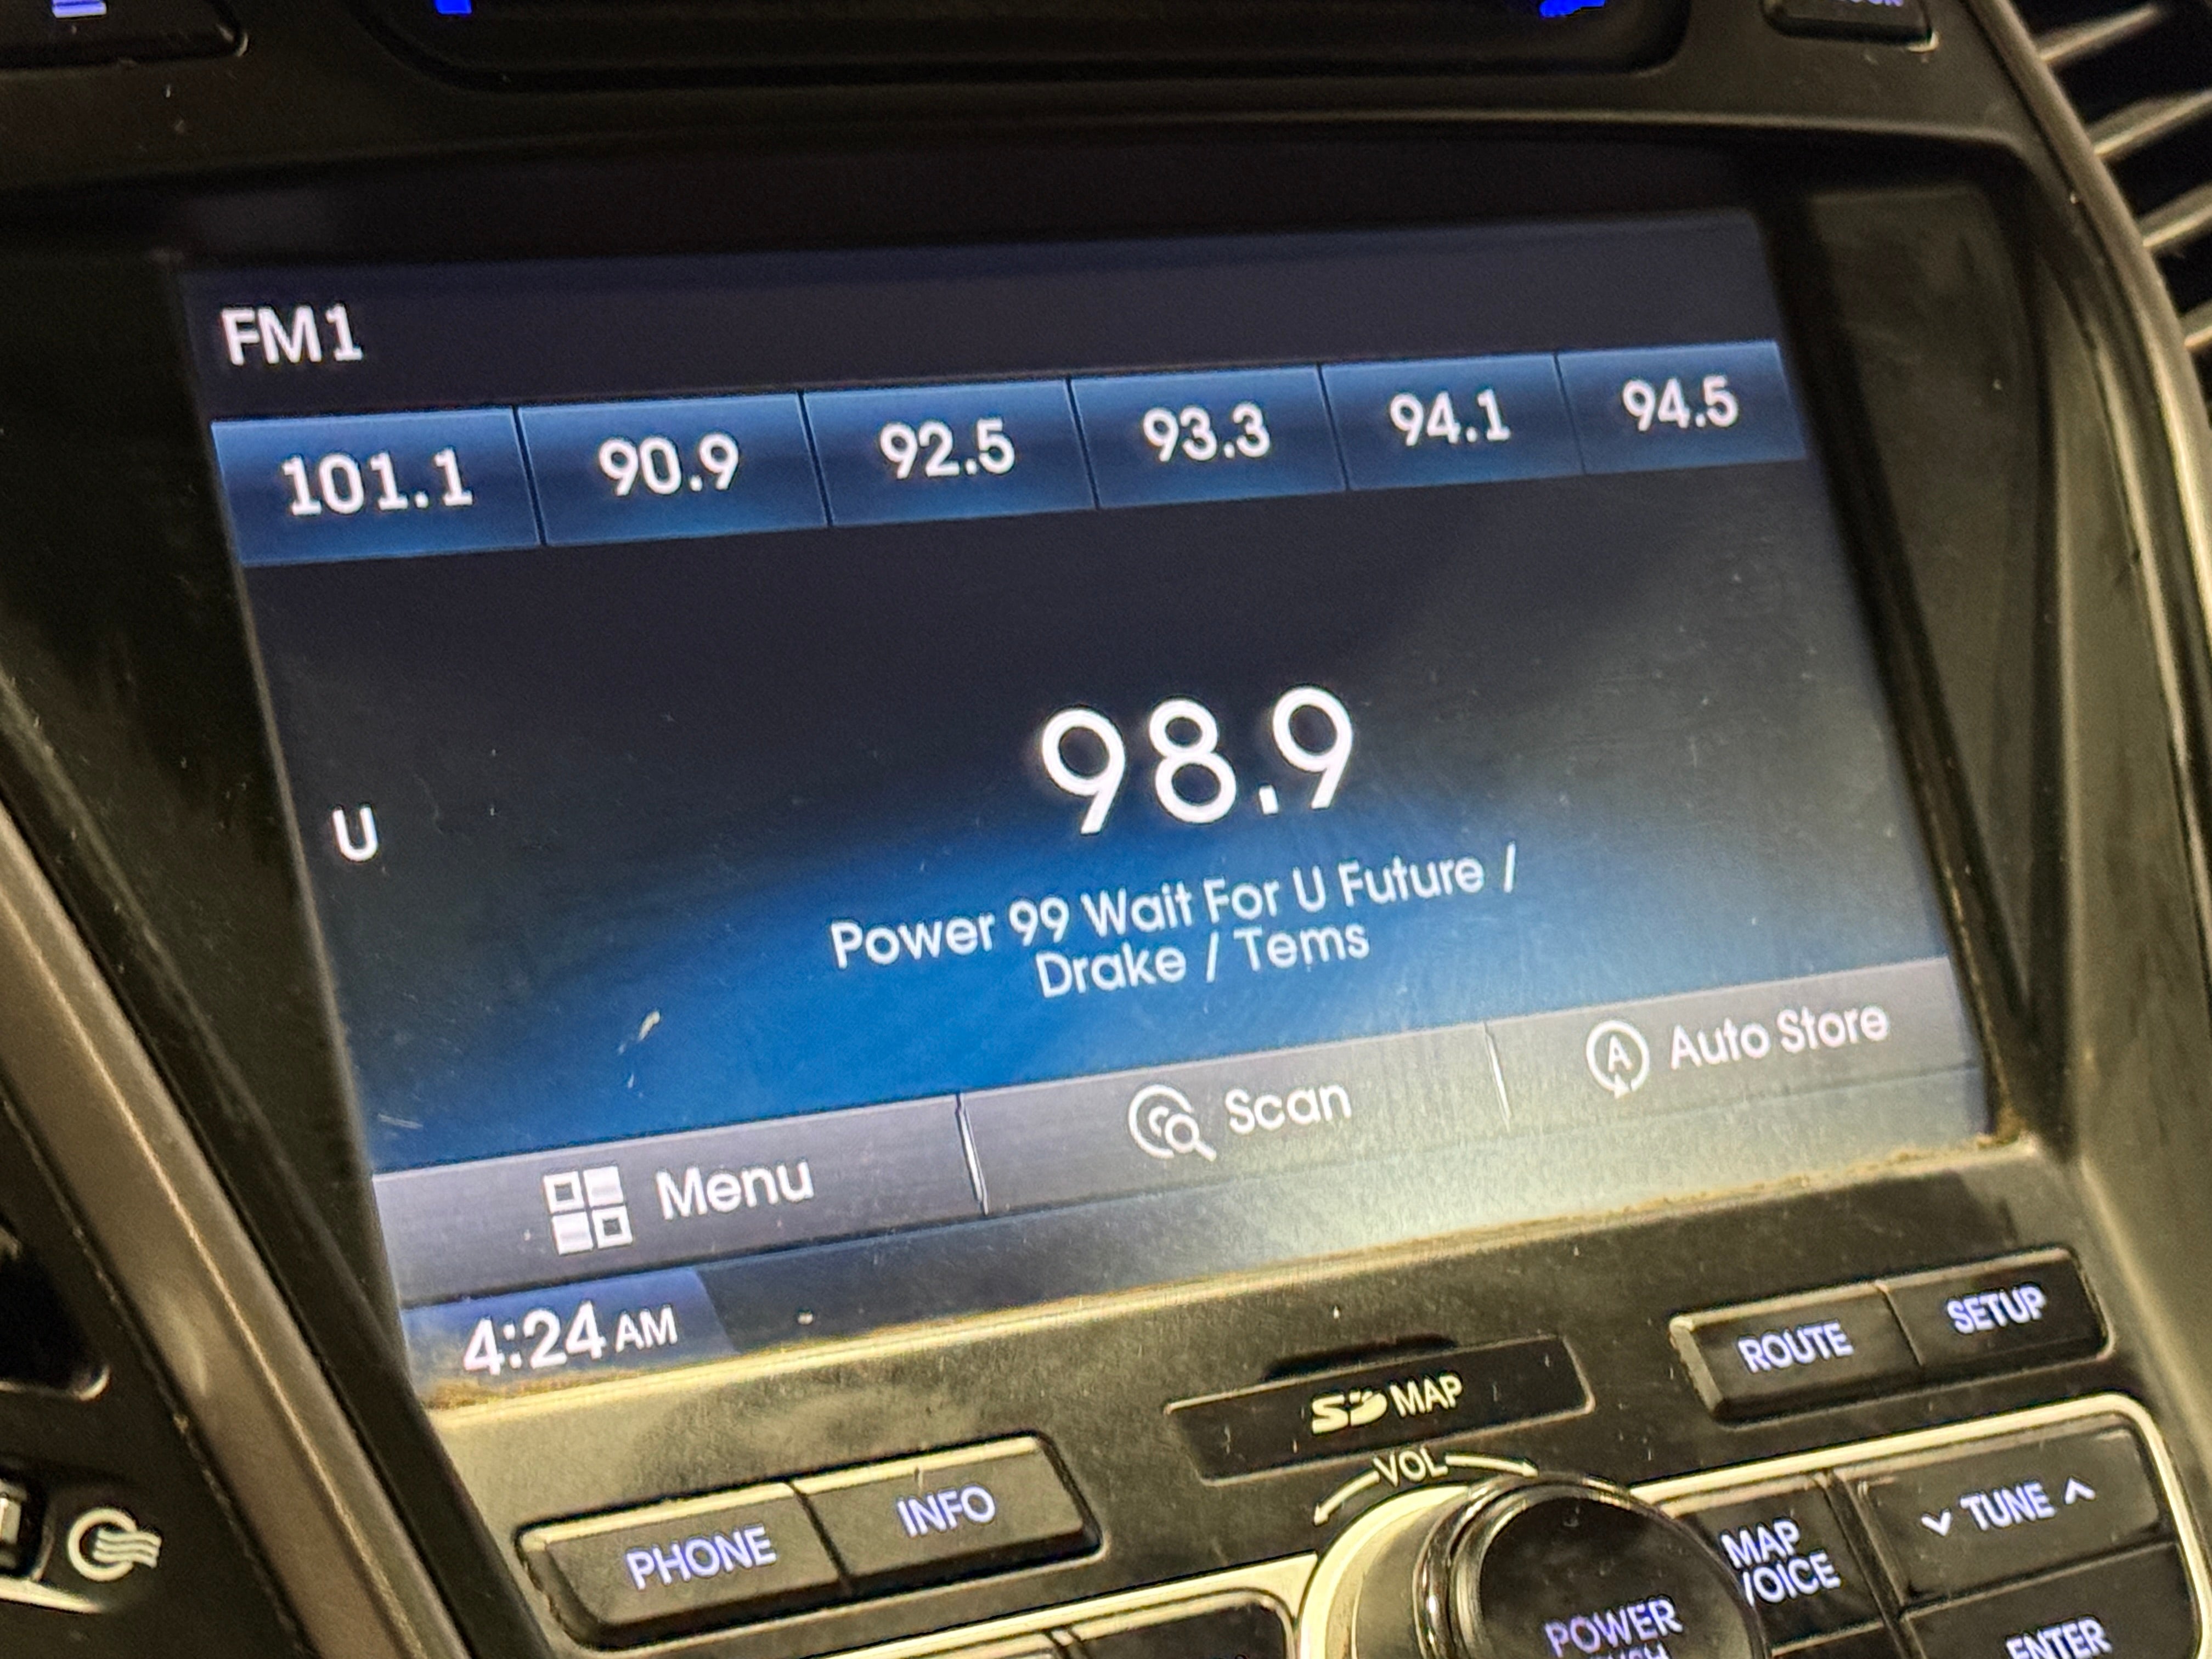 FM1
101.1 90.9 92.5 93.3 94.1 94.5
98.9
U
Power 99 Wait For U Future /
Drake / Tems
Menu Scan Auto Store
4:24 AM
SD MAP
ROUTE SETUP
VOL
PHONE INFO
MAP
VOICE
TUNE
POWER
ENTER